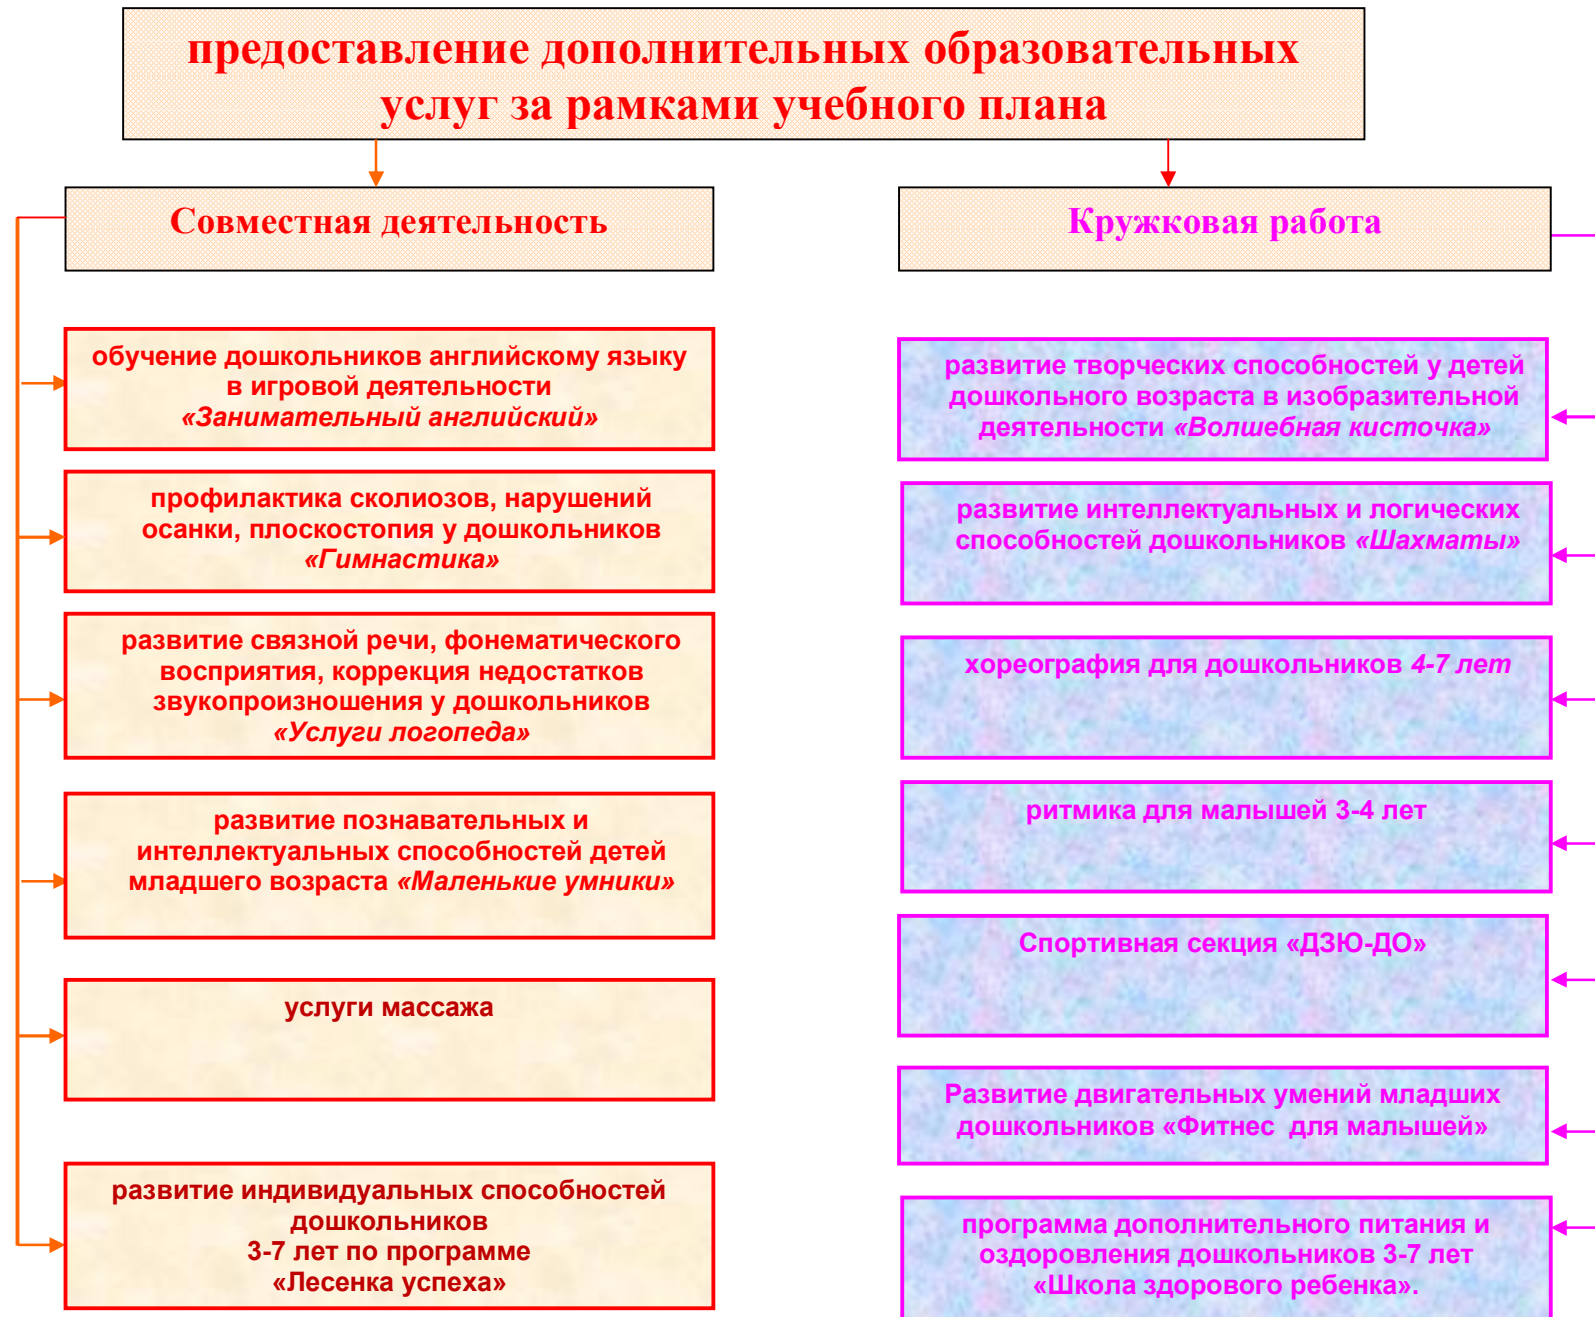 предоставление дополнительных образовательных
услуг за рамками учебного плана
Совместная деятельность
обучение дошкольников английскому языку
в игровой деятельности
«Занимательный английский»
профилактика сколиозов, нарушений
осанки, плоскостопия у дошкольников
«Гимнастика»
развитие связной речи, фонематического
восприятия, коррекция недостатков
звукопроизношения у дошкольников
«Услуги логопеда»
развитие познавательных и
интеллектуальных способностей детей
младшего возраста «Маленькие умники»
услуги массажа
развитие индивидуальных способностей
дошкольников
3-7 лет по программе
«Лесенка успеха»
Кружковая работа
развитие творческих способностей у детей
дошкольного возраста в изобразительной
деятельности «Волшебная кисточка»
развитие интеллектуальных и логических
способностей дошкольников «Шахматы»
хореография для дошкольников 4-7 лет
ритмика для малышей 3-4 лет
Спортивная секция «ДЗЮ-ДО»
Развитие двигательных умений младших
дошкольников «Фитнес для малышей»
программа дополнительного питания и
оздоровления дошкольников 3-7 лет
«Школа здорового ребенка».